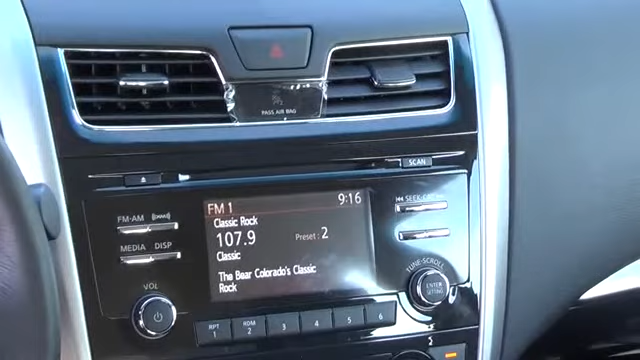 PASS AIR BAG
SCAN
FM 1 9:16
Classic Rock
107.9 Preset : 2
Classic
The Bear Colorado's Classic
Rock
FM·AM
MEDIA DISP
VOL
TUNE·SCROLL
ENTER
SETTING
RPT RDM
1 2 3 4 5 6